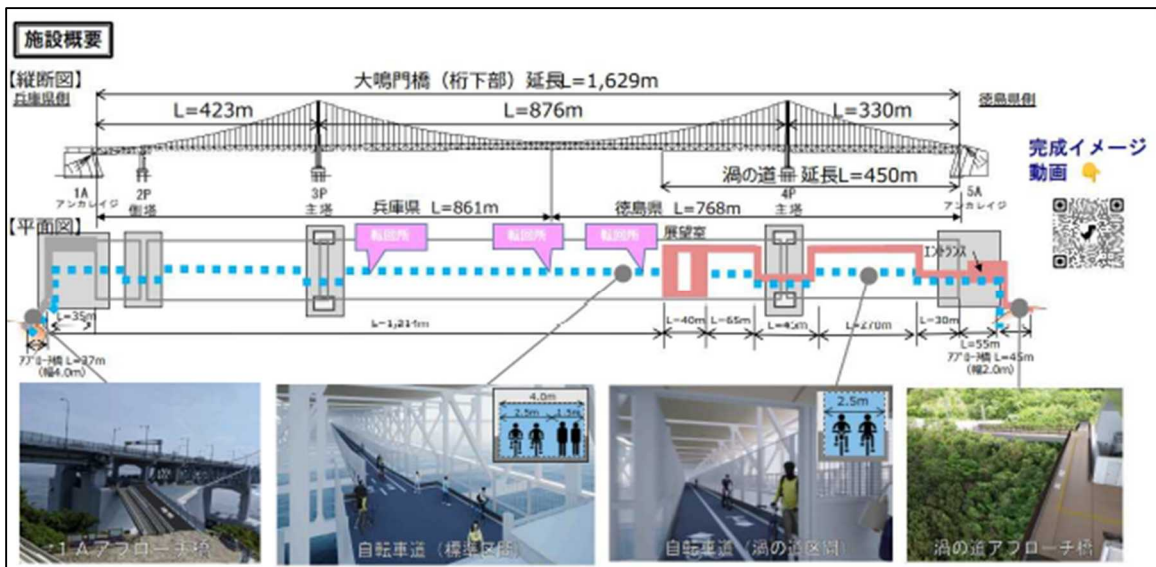 施設概要
【縦断図】
兵庫県側
大鳴門橋（桁下部）延長L=1,629m
徳島県側
L=423m
L=876m
L=330m
完成イメージ
動画 👇
渦の道 延長L=450m
1A
アンカレイジ
2P
側塔
3P
主塔
4P
主塔
5A
アンカレイジ
兵庫県 L=861m
徳島県 L=768m
【平面図】
転回所
転回所
転回所
展望室
エントランス
L=35m
L=1,214m
L=40m
L=65m
L=45m
L=270m
L=30m
L=55m
アプローチ橋 L=37m
(幅4.0m)
アプローチ橋 L=45m
(幅2.0m)
4.0m
2.5m
1.5m
2.5m
1Aアプローチ橋
自転車道（標準区間）
自転車道（渦の道区間）
渦の道アプローチ橋